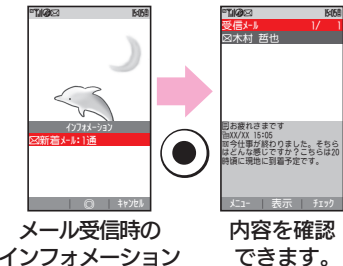 15:05
インフォメーション
新着メール:1通
キャンセル
メール受信時の
インフォメーション
15:05
受信メール 1/ 1
木村 哲也
お疲れさまです
XX/XX 15:05
今仕事が終わりました。そちら
はどんな感じですか?こちらは20
時頃に現地に到着予定です。
メニュー 表示 チェック
内容を確認
できます。